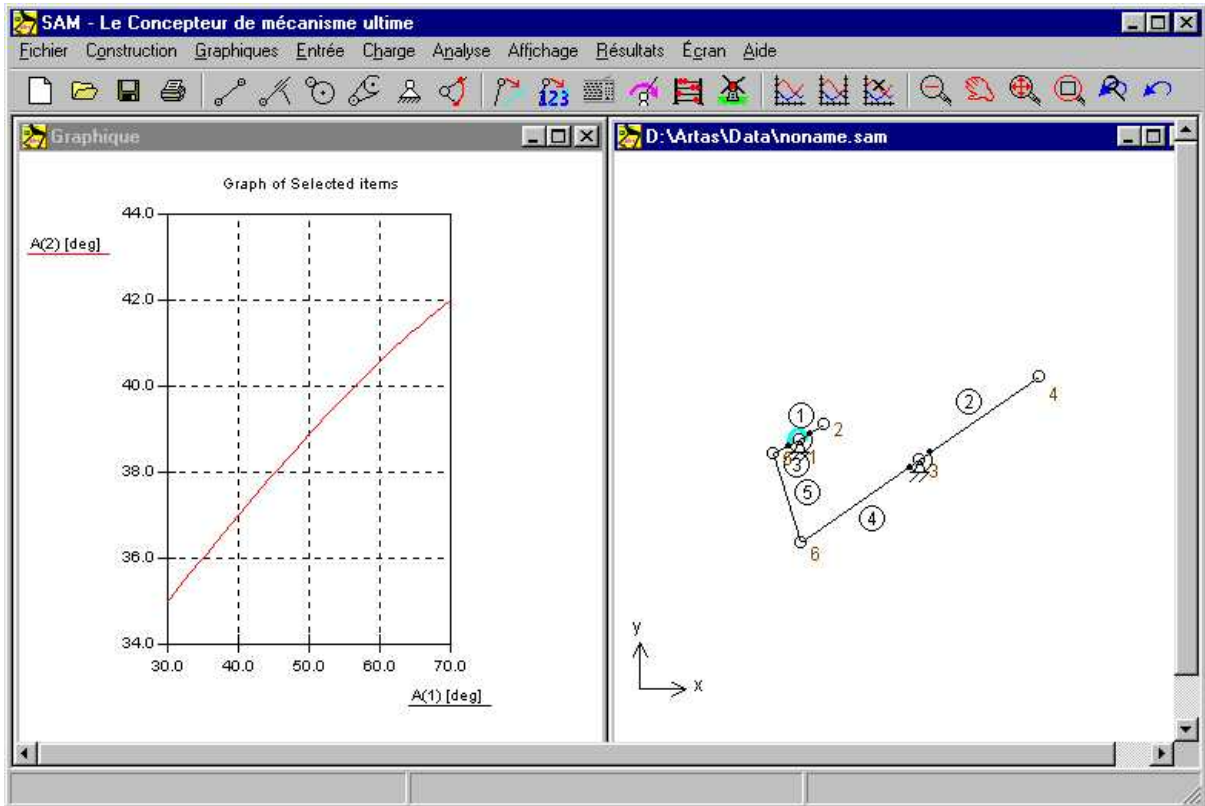 SAM - Le Concepteur de mécanisme ultime
Fichier Construction Graphiques Entrée Charge Analyse Affichage Résultats Écran Aide
123
Graphique
D:\Artas\Data\noname.sam
Graph of Selected items
A(2) [deg]
44.0
42.0
40.0
38.0
36.0
34.0
30.0 40.0 50.0 60.0 70.0
A(1) [deg]
1
2
2
4
1
3
3
5
4
6
y
x